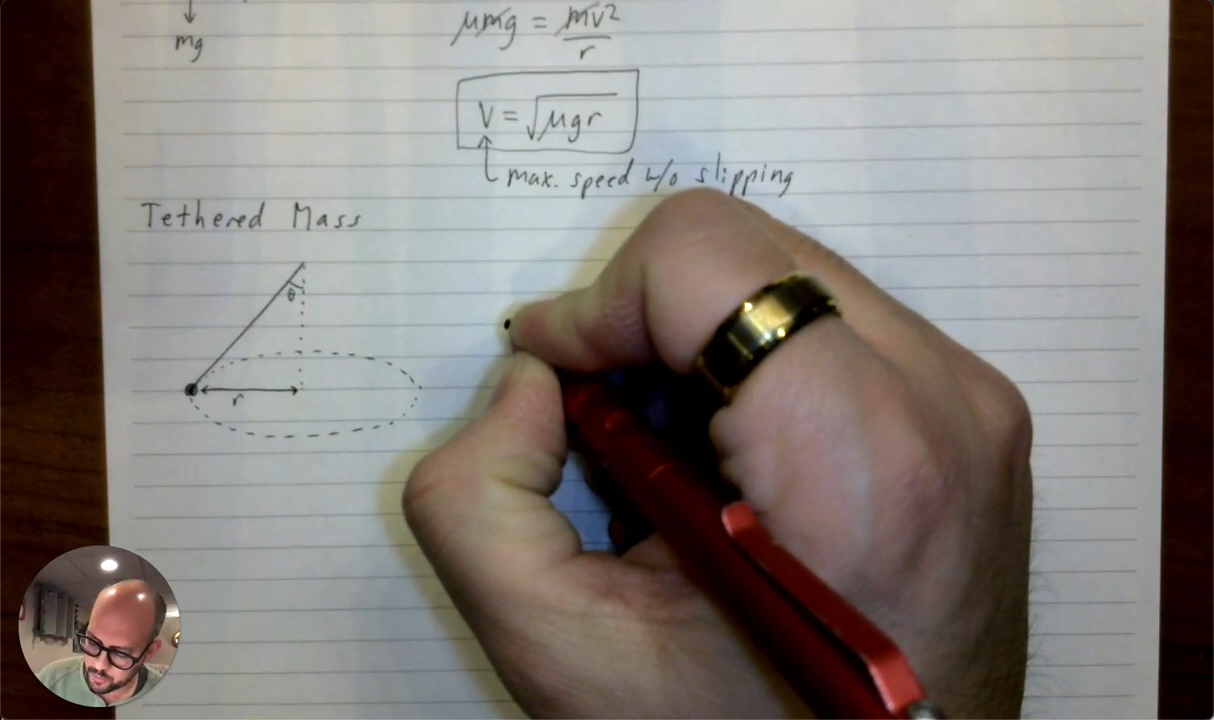 mg
μmg = mv²/r
v = √μgr
max. speed w/o slipping
Tethered Mass
θ
r